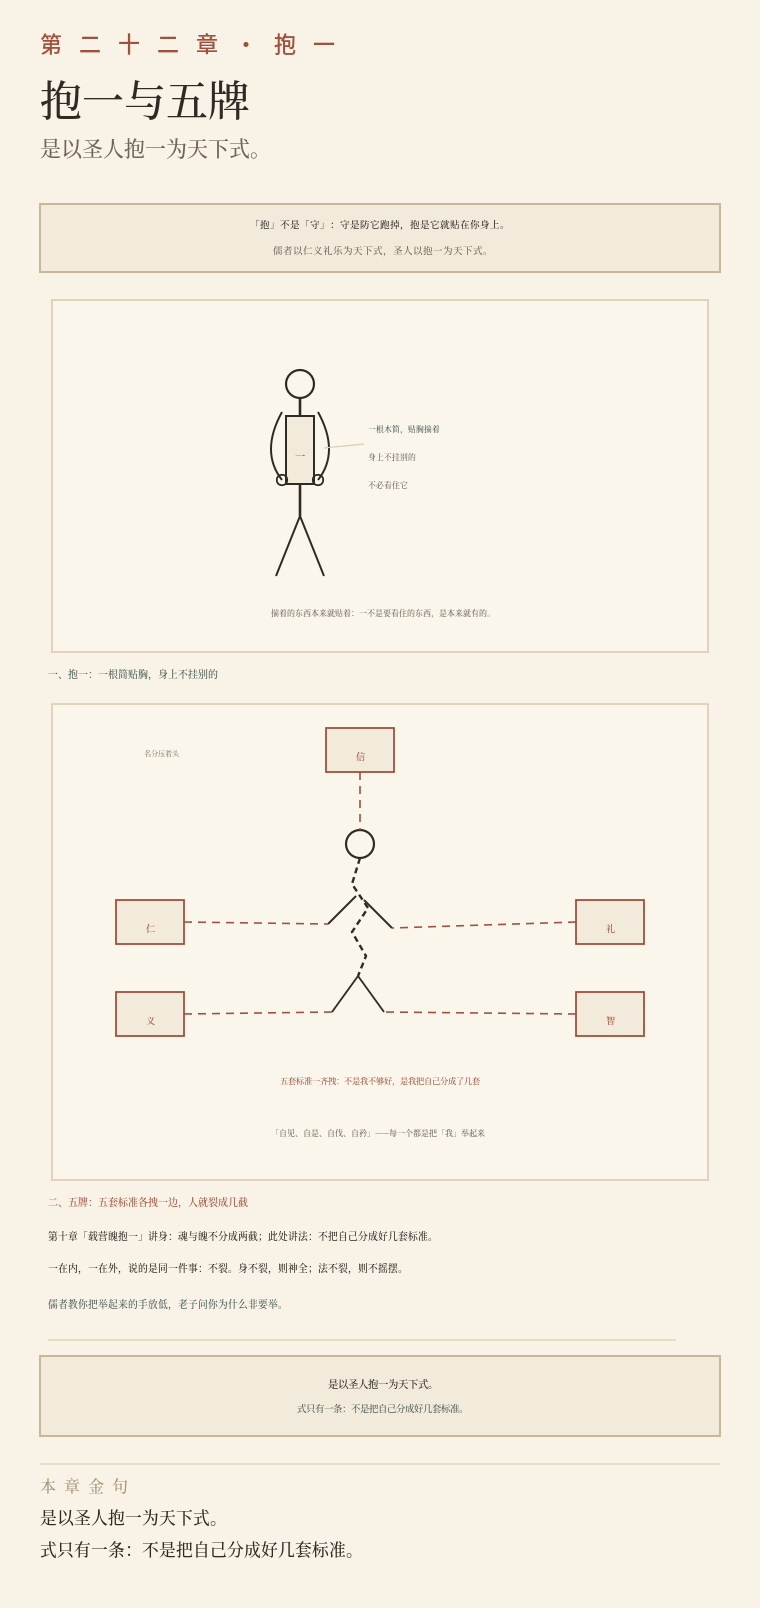 第二十二章·抱一
抱一与五牌
是以圣人抱一为天下式。
「抱」不是「守」：守是防它跑掉，抱是它就贴在你身上。
儒者以仁义礼乐为天下式，圣人以抱一为天下式。
一
一根木简，贴胸揣着
身上不挂别的
不必看住它
揣着的东西本来就贴着：一不是要看住的东西，是本来就有的。
一、抱一：一根简贴胸，身上不挂别的
名分压着头
信
仁
礼
义
智
五套标准一齐拽：不是我不够好，是我把自己分成了几套
「自见、自是、自伐、自矜」——每一个都是把「我」举起来
二、五牌：五套标准各拽一边，人就裂成几截
第十章「载营魄抱一」讲身：魂与魄不分成两截；此处讲法：不把自己分成好几套标准。
一在内，一在外，说的是同一件事：不裂。身不裂，则神全；法不裂，则不摇摆。
儒者教你把举起来的手放低，老子问你为什么非要举。
是以圣人抱一为天下式。
式只有一条：不是把自己分成好几套标准。
本章金句
是以圣人抱一为天下式。
式只有一条：不是把自己分成好几套标准。